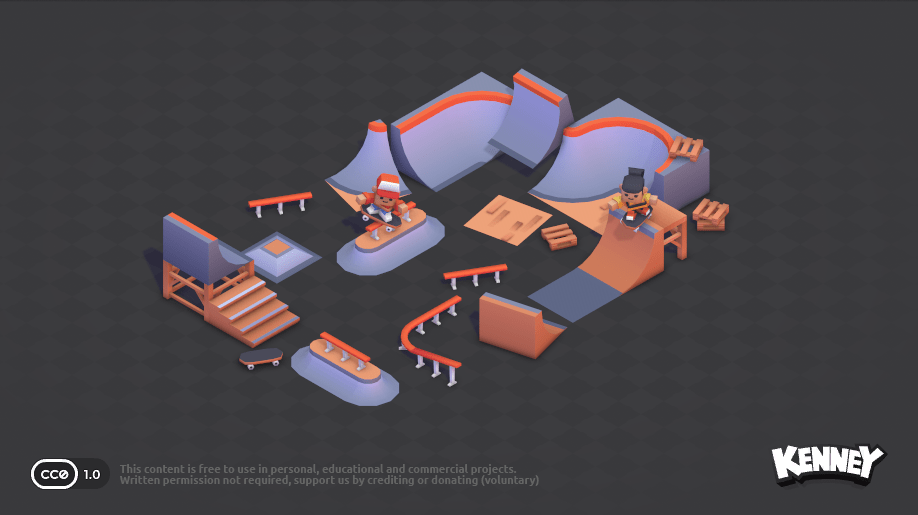 CC0 1.0
This content is free to use in personal, educational and commercial projects.
Written permission not required, support us by crediting or donating (voluntary)
KENNEY